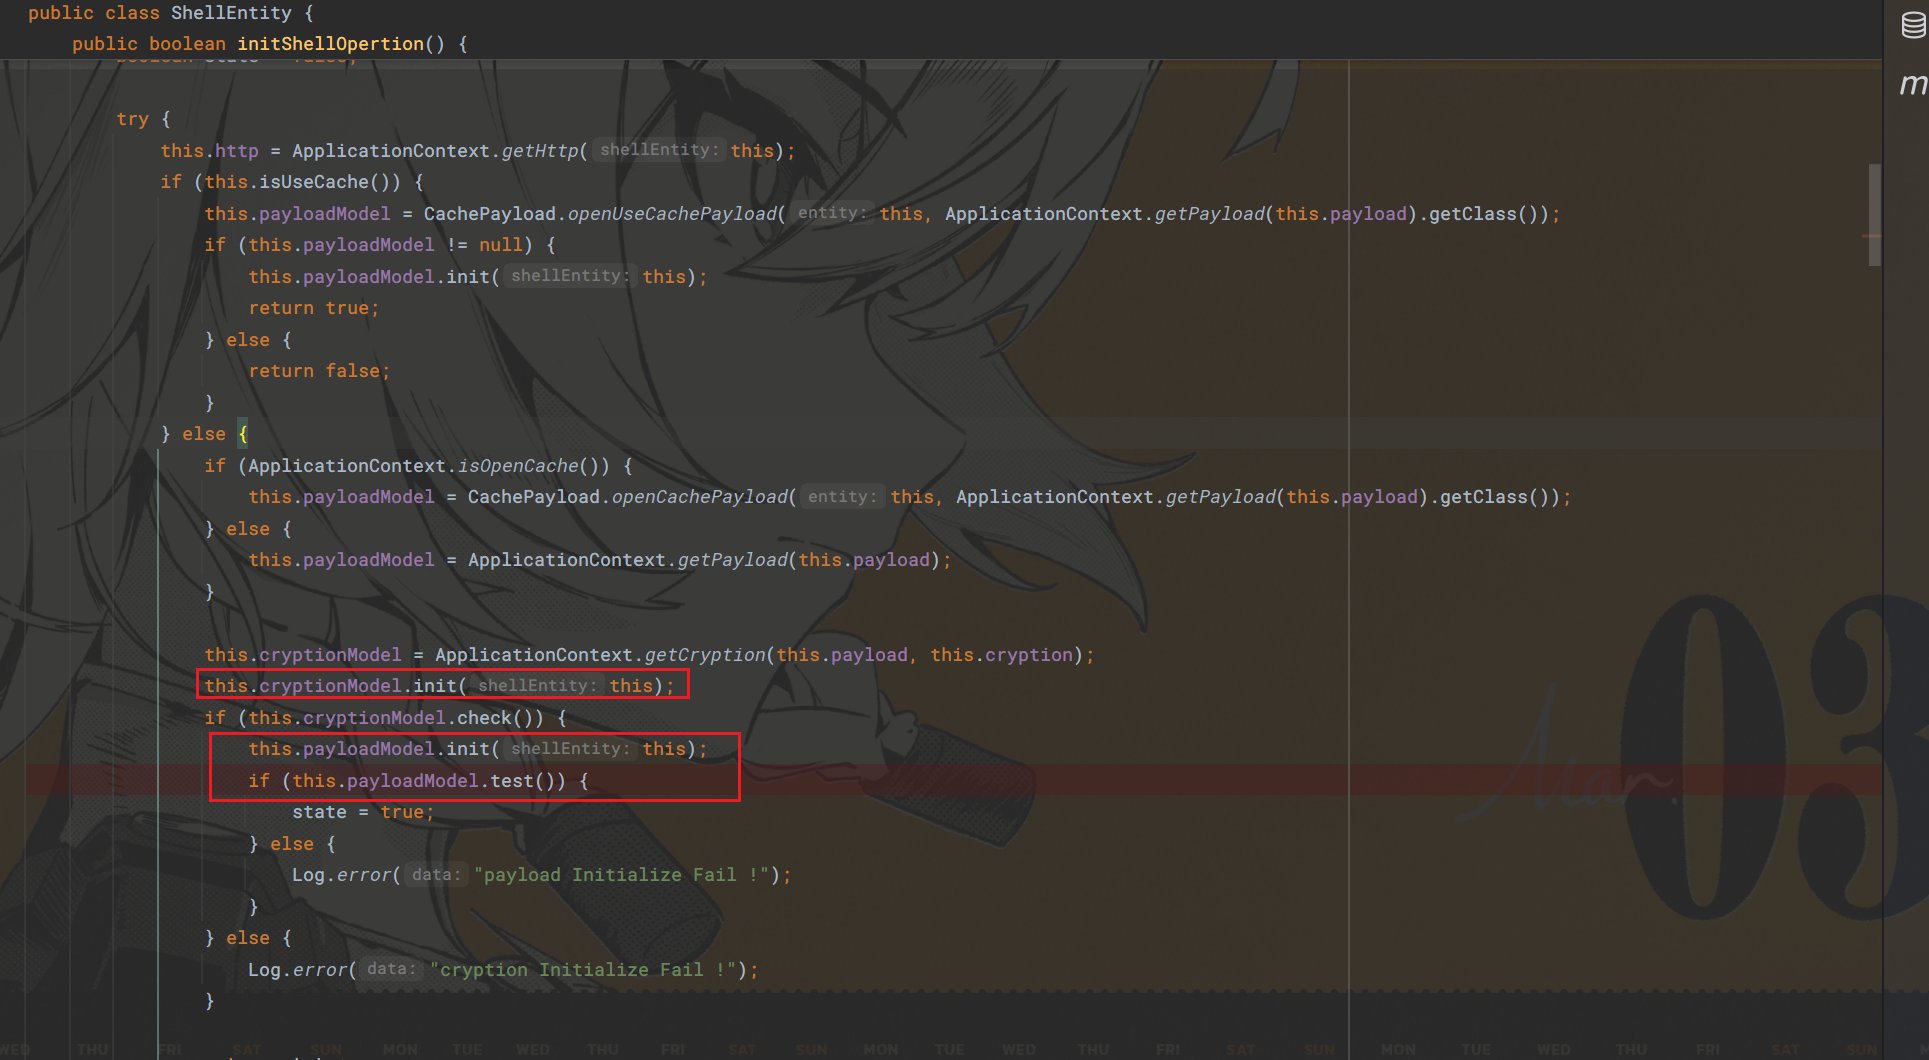 public class ShellEntity {
public boolean initShellOpertion() {
try {
this.http = ApplicationContext.getHttp( shellEntity: this);
if (this.isUseCache()) {
this.payloadModel = CachePayload.openUseCachePayload( entity: this, ApplicationContext.getPayload(this.payload).getClass());
if (this.payloadModel != null) {
this.payloadModel.init( shellEntity: this);
return true;
} else {
return false;
}
} else {
if (ApplicationContext.isOpenCache()) {
this.payloadModel = CachePayload.openCachePayload( entity: this, ApplicationContext.getPayload(this.payload).getClass());
} else {
this.payloadModel = ApplicationContext.getPayload(this.payload);
}
this.cryptionModel = ApplicationContext.getCryption(this.payload, this.cryption);
this.cryptionModel.init( shellEntity: this);
if (this.cryptionModel.check()) {
this.payloadModel.init( shellEntity: this);
if (this.payloadModel.test()) {
state = true;
} else {
Log.error( data: "payload Initialize Fail !");
}
} else {
Log.error( data: "cryption Initialize Fail !");
}
m
Mar.
03
WED THU FRI SAT SUN MON TUE WED THU FRI SAT SUN MON TUE WED THU FRI SAT SUN MON TUE WED THU FRI SAT SUN